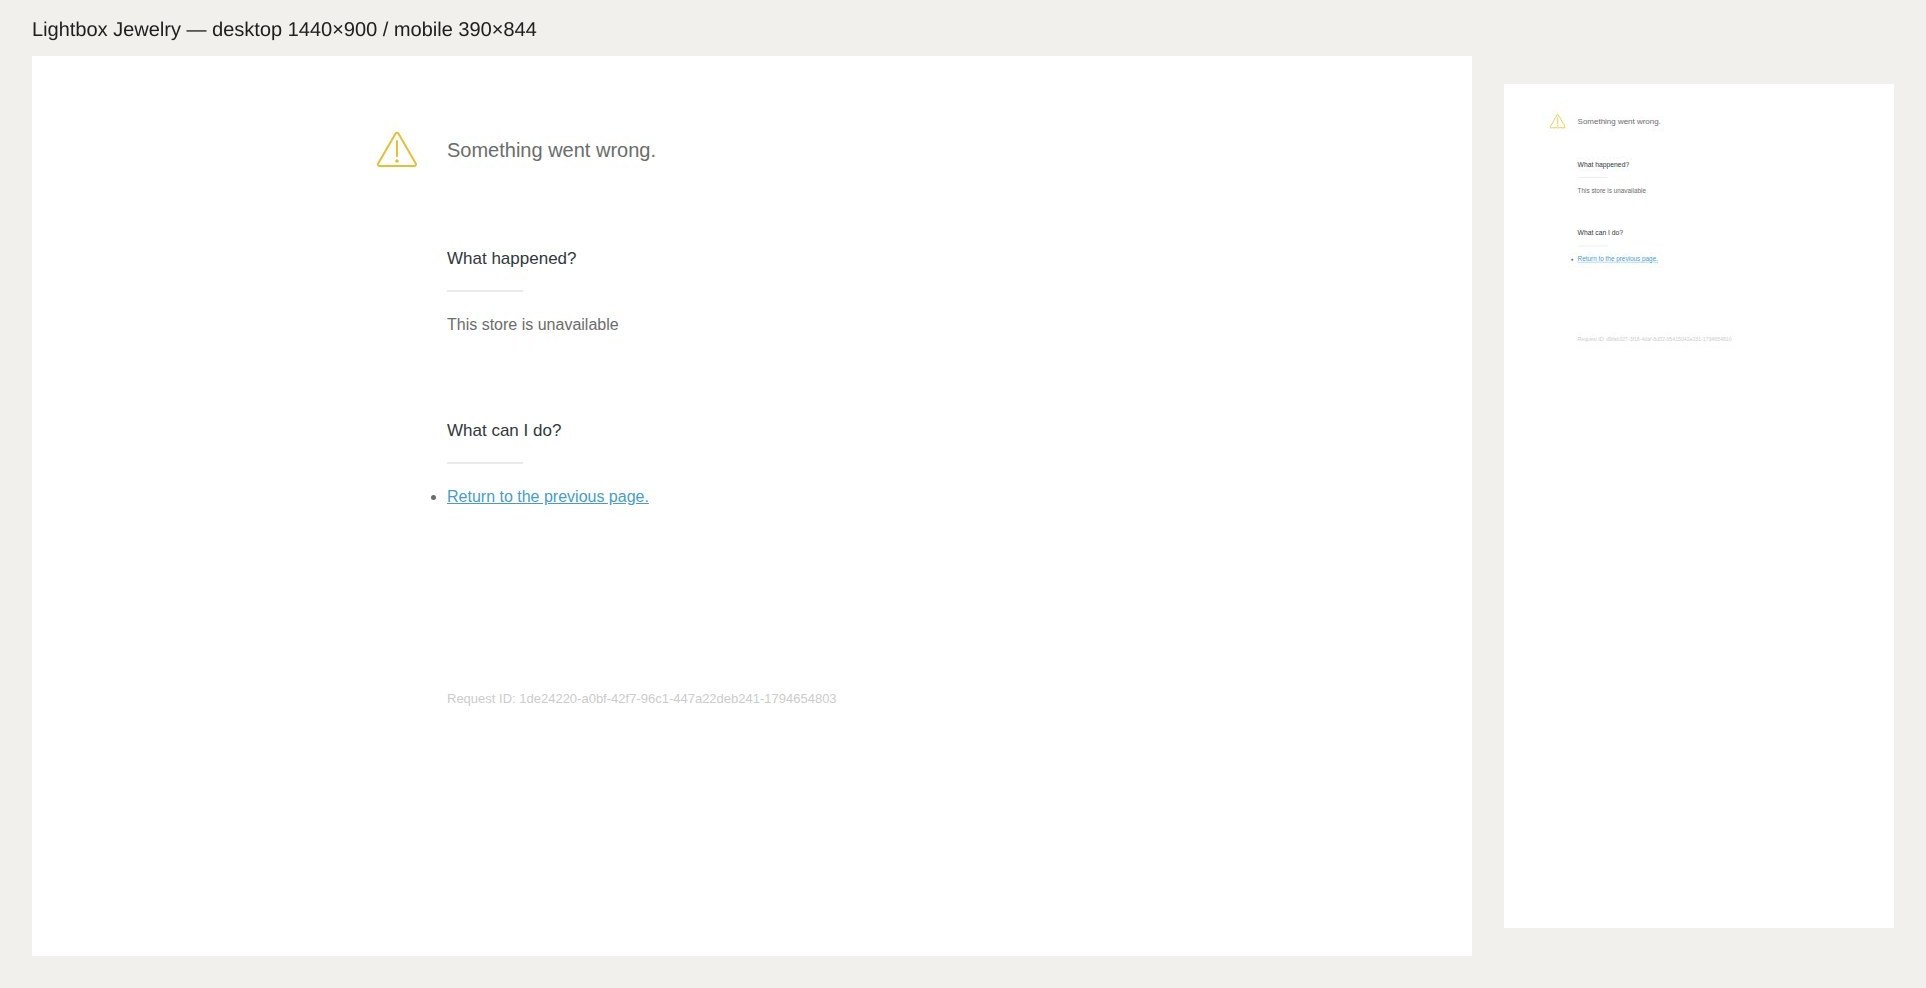 Lightbox Jewelry — desktop 1440×900 / mobile 390×844
Something went wrong.
What happened?
This store is unavailable
What can I do?
• Return to the previous page.
Request ID: 1de24220-a0bf-42f7-96c1-447a22deb241-1794654803
Something went wrong.
What happened?
This store is unavailable
What can I do?
• Return to the previous page.
Request ID: